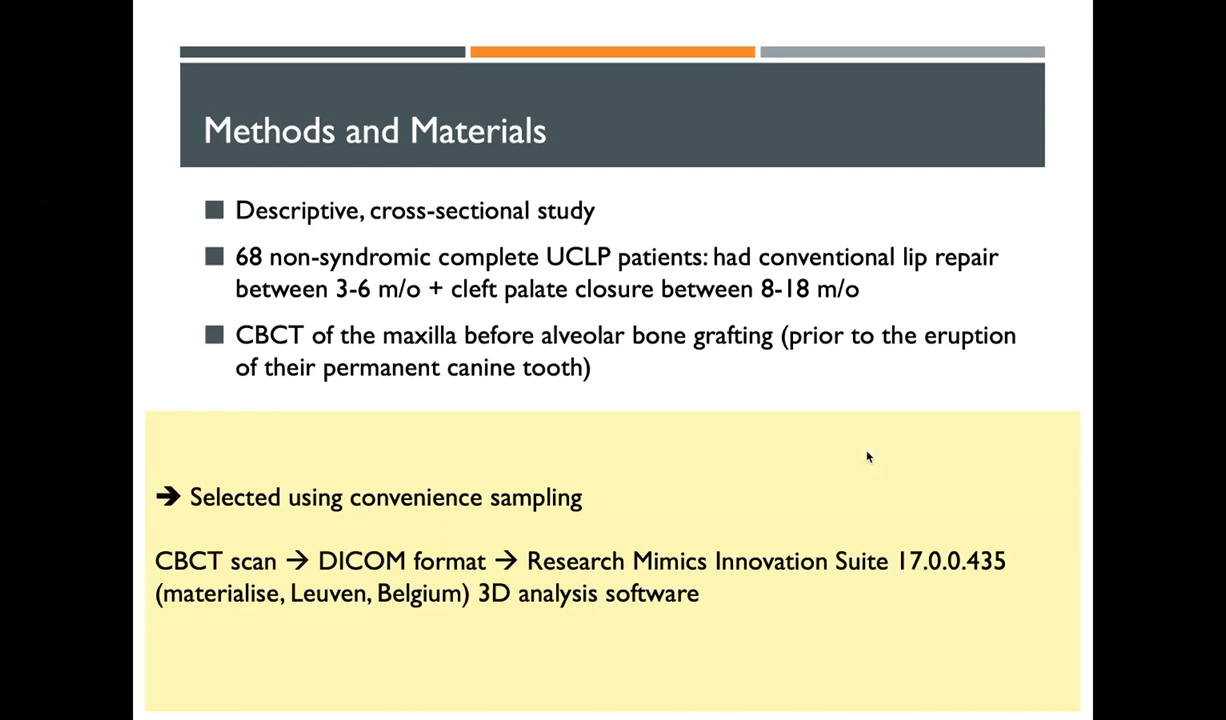 Methods and Materials
■ Descriptive, cross-sectional study
■ 68 non-syndromic complete UCLP patients: had conventional lip repair
between 3-6 m/o + cleft palate closure between 8-18 m/o
■ CBCT of the maxilla before alveolar bone grafting (prior to the eruption
of their permanent canine tooth)
➔ Selected using convenience sampling
CBCT scan → DICOM format → Research Mimics Innovation Suite 17.0.0.435
(materialise, Leuven, Belgium) 3D analysis software